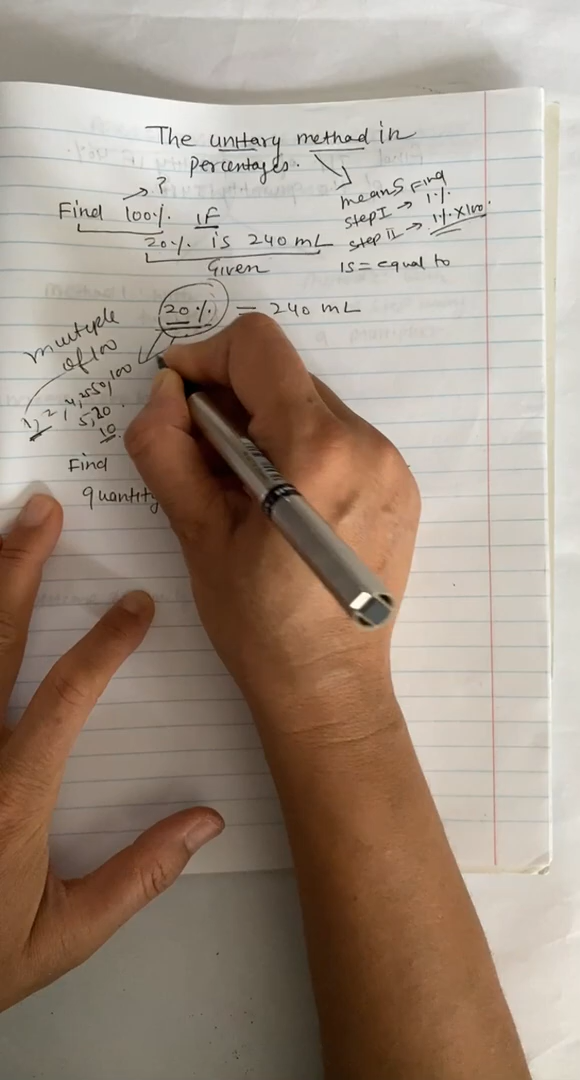 The unitary method in
percentages.
means Find
step I → 1%
step II → 1% × 100
?
Find 100% if
20% is 240 mL
Given
is = equal to
20% = 240 mL
multiple
of 100
1, 2, 4, 25 50, 100
5, 20
10
Find
quantity